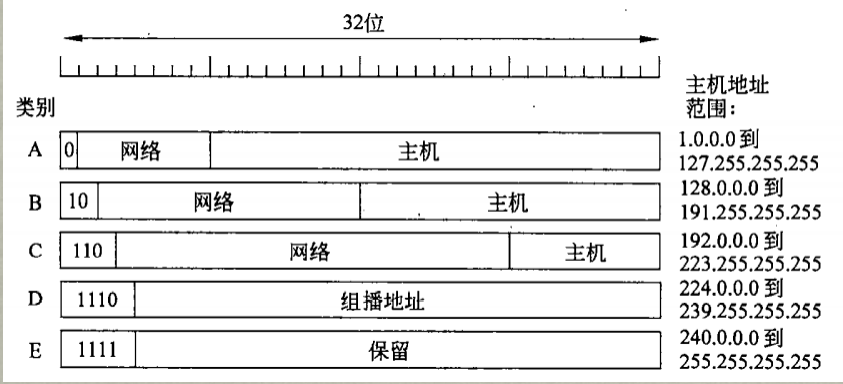 32位
主机地址
范围：
类别
A 0 网络 主机 1.0.0.0 到
127.255.255.255
B 10 网络 主机 128.0.0.0 到
191.255.255.255
C 110 网络 主机 192.0.0.0 到
223.255.255.255
D 1110 组播地址 224.0.0.0 到
239.255.255.255
E 1111 保留 240.0.0.0 到
255.255.255.255